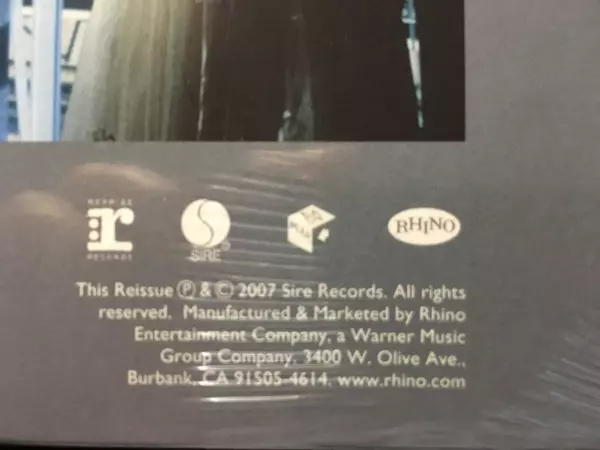 REPRISE
r
RECORDS
S
SIRE
RHINO
This Reissue Ⓟ & © 2007 Sire Records. All rights
reserved. Manufactured & Marketed by Rhino
Entertainment Company, a Warner Music
Group Company, 3400 W. Olive Ave.,
Burbank, CA 91505-4614. www.rhino.com